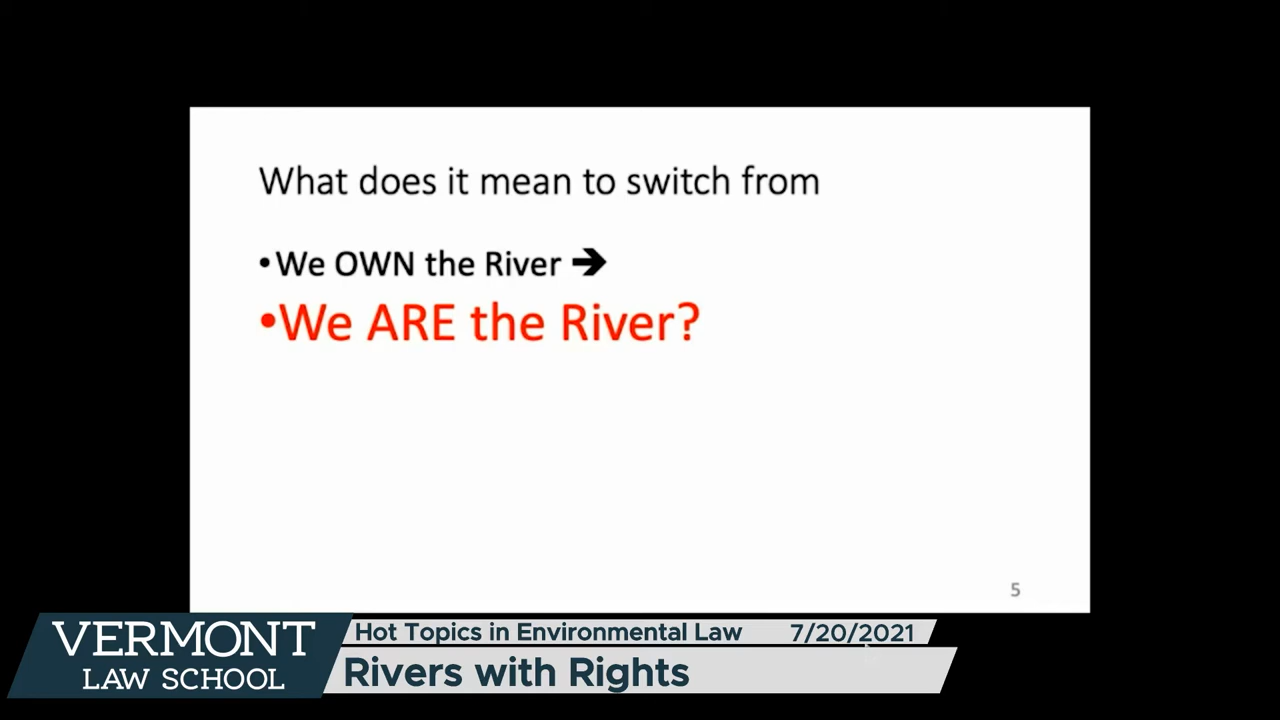 What does it mean to switch from
•We OWN the River ➔
•We ARE the River?
5
VERMONT
LAW SCHOOL
Hot Topics in Environmental Law 7/20/2021
Rivers with Rights